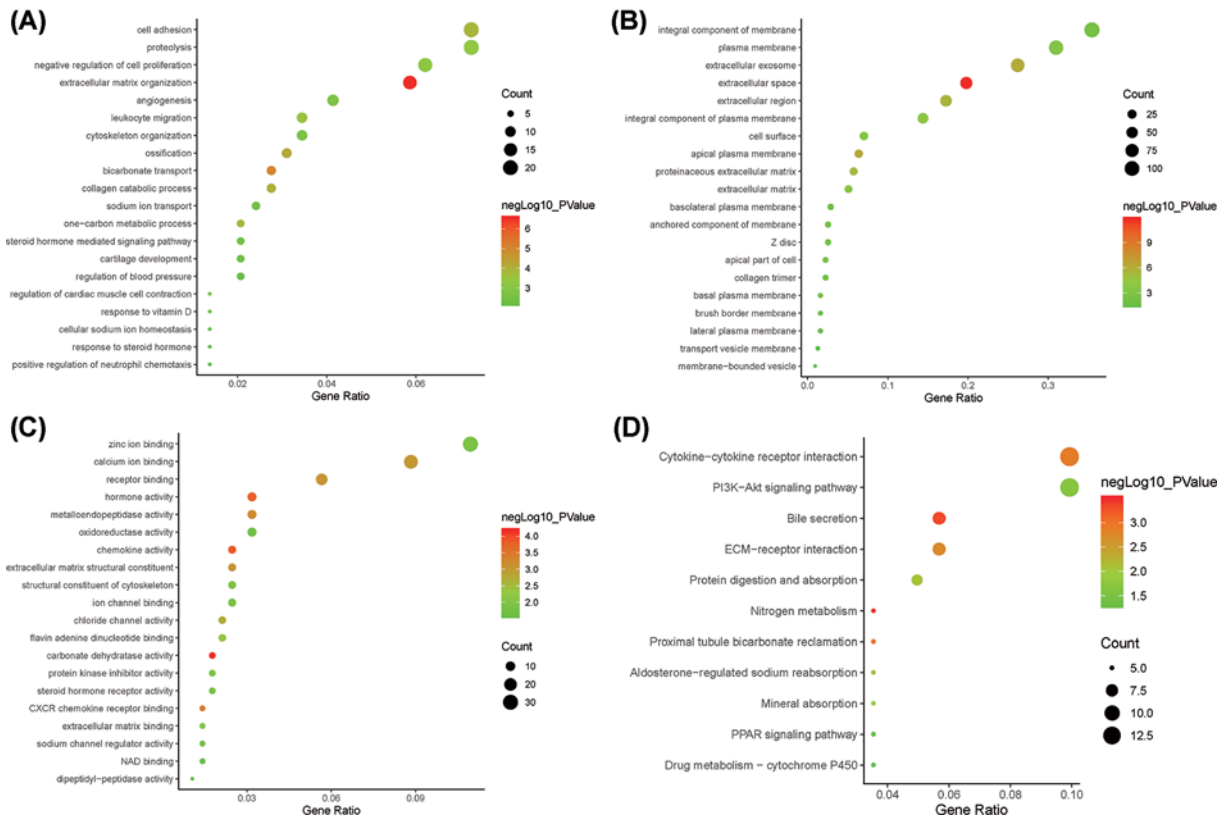 (A)
cell adhesion
proteolysis
negative regulation of cell proliferation
extracellular matrix organization
angiogenesis
leukocyte migration
cytoskeleton organization
ossification
bicarbonate transport
collagen catabolic process
sodium ion transport
one-carbon metabolic process
steroid hormone mediated signaling pathway
cartilage development
regulation of blood pressure
regulation of cardiac muscle cell contraction
response to vitamin D
cellular sodium ion homeostasis
response to steroid hormone
positive regulation of neutrophil chemotaxis
0.02 0.04 0.06
Gene Ratio
Count
5
10
15
20
negLog10_PValue
6
5
4
3
(B)
integral component of membrane
plasma membrane
extracellular exosome
extracellular space
extracellular region
integral component of plasma membrane
cell surface
apical plasma membrane
proteinaceous extracellular matrix
extracellular matrix
basolateral plasma membrane
anchored component of membrane
Z disc
apical part of cell
collagen trimer
basal plasma membrane
brush border membrane
lateral plasma membrane
transport vesicle membrane
membrane-bounded vesicle
0.0 0.1 0.2 0.3
Gene Ratio
Count
25
50
75
100
negLog10_PValue
9
6
3
(C)
zinc ion binding
calcium ion binding
receptor binding
hormone activity
metalloendopeptidase activity
oxidoreductase activity
chemokine activity
extracellular matrix structural constituent
structural constituent of cytoskeleton
ion channel binding
chloride channel activity
flavin adenine dinucleotide binding
carbonate dehydratase activity
protein kinase inhibitor activity
steroid hormone receptor activity
CXCR chemokine receptor binding
extracellular matrix binding
sodium channel regulator activity
NAD binding
dipeptidyl-peptidase activity
0.03 0.06 0.09
Gene Ratio
negLog10_PValue
4.0
3.5
3.0
2.5
2.0
Count
10
20
30
(D)
Cytokine-cytokine receptor interaction
PI3K-Akt signaling pathway
Bile secretion
ECM-receptor interaction
Protein digestion and absorption
Nitrogen metabolism
Proximal tubule bicarbonate reclamation
Aldosterone-regulated sodium reabsorption
Mineral absorption
PPAR signaling pathway
Drug metabolism - cytochrome P450
0.04 0.06 0.08 0.10
Gene Ratio
negLog10_PValue
3.0
2.5
2.0
1.5
Count
5.0
7.5
10.0
12.5